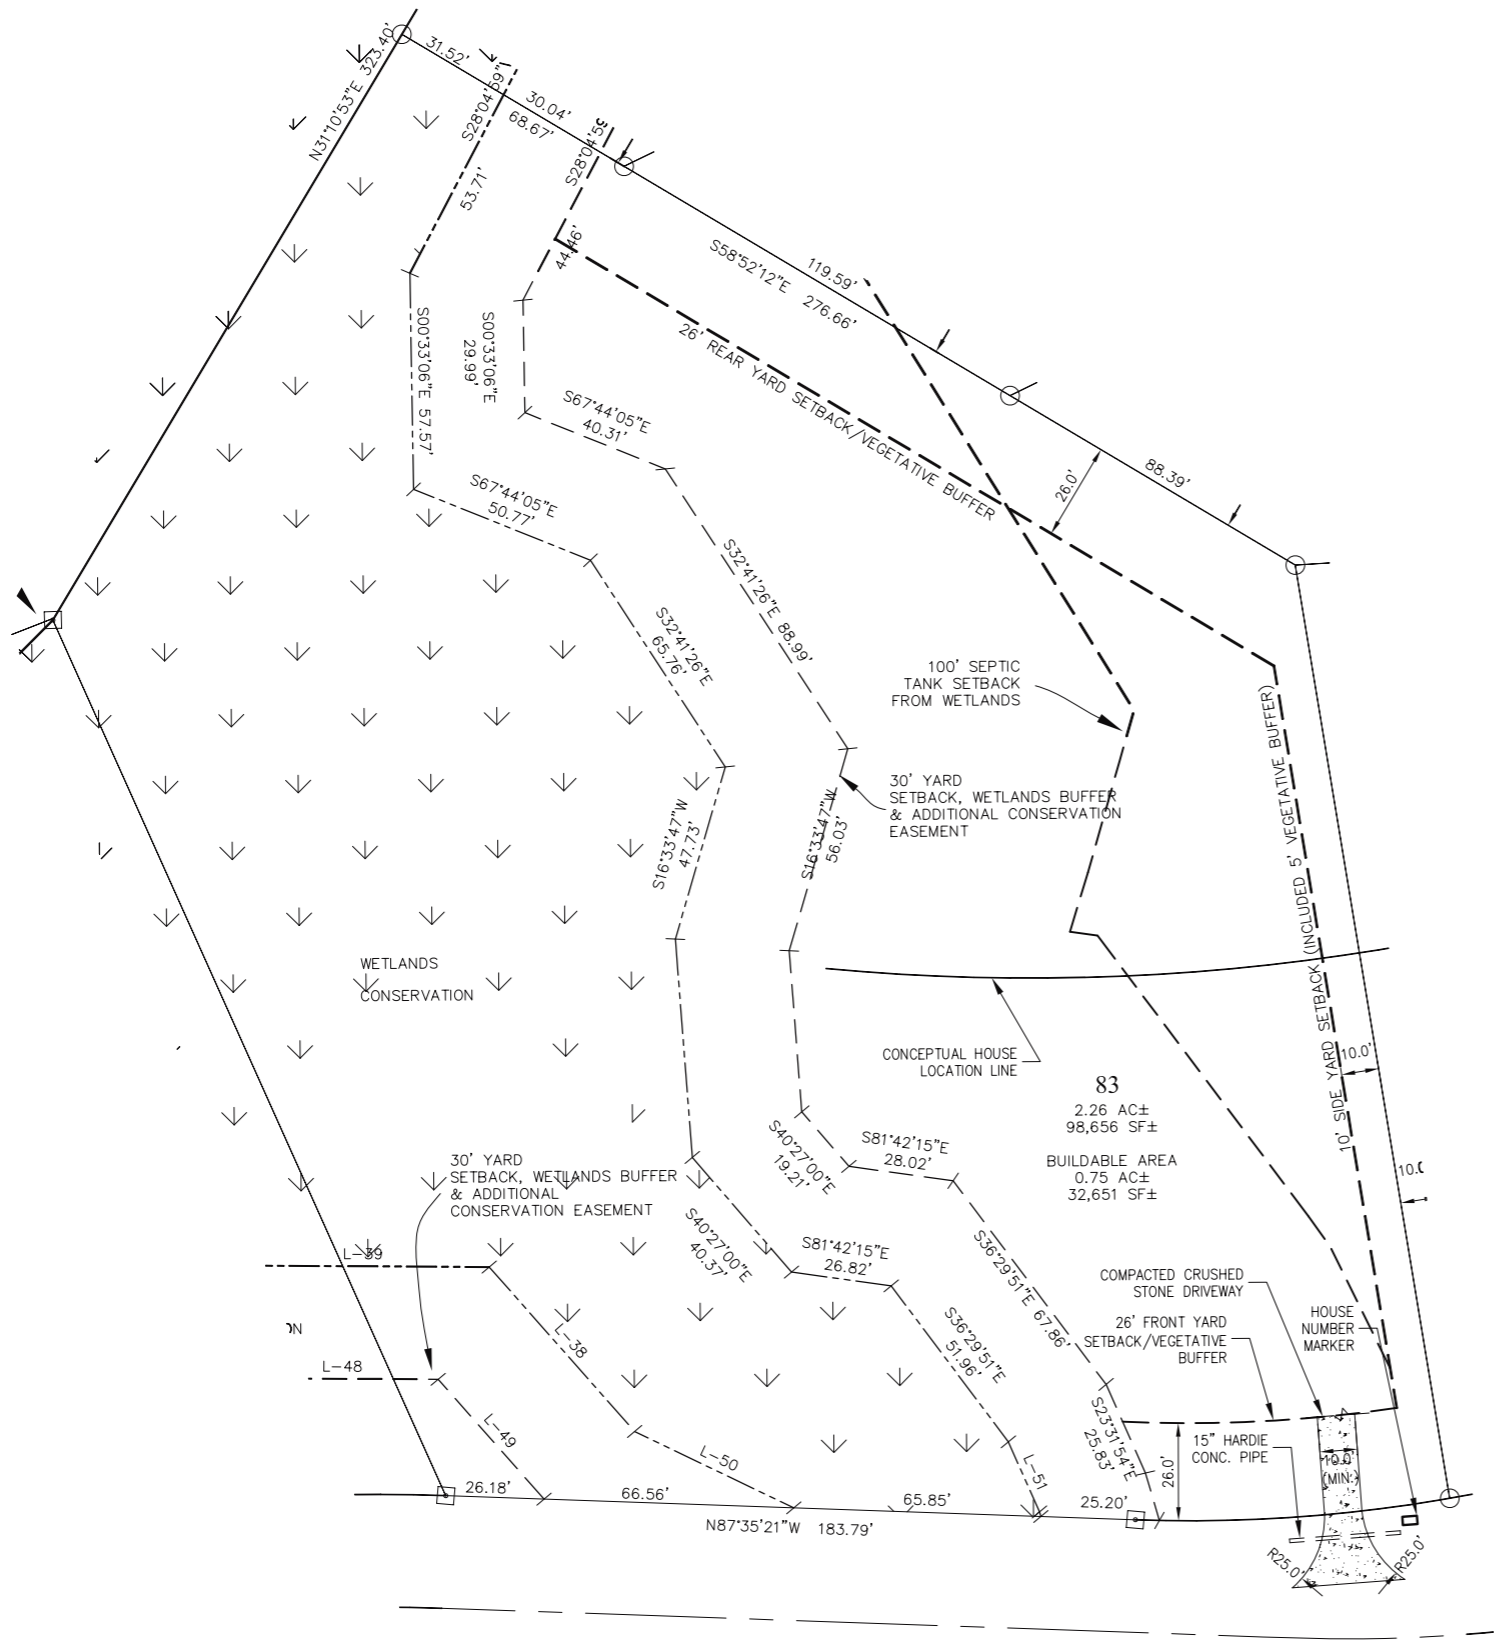 N31°10'53"E 323.40'
31.52'
S28°04'59"
30.04'
68.67'
S28°04'5
53.71'
44.46'
S58°52'12"E 276.66'
119.59'
26' REAR YARD SETBACK/VEGETATIVE BUFFER
S00°33'06"E 57.57'
S00°33'06"E
29.99'
S67°44'05"E
40.31'
S67°44'05"E
50.77'
26.0'
88.39'
S32°41'26"E 88.99'
S32°41'26"E
65.76'
100' SEPTIC
TANK SETBACK
FROM WETLANDS
30' YARD
SETBACK, WETLANDS BUFFER
& ADDITIONAL CONSERVATION
EASEMENT
S16°33'47"W
47.73'
S16°33'47"W
56.03'
10' SIDE YARD SETBACK (INCLUDED 5' VEGETATIVE BUFFER)
WETLANDS
CONSERVATION
CONCEPTUAL HOUSE
LOCATION LINE
10.0'
83
2.26 AC±
98,656 SF±
BUILDABLE AREA
0.75 AC±
32,651 SF±
S40°27'00"E
19.21'
S81°42'15"E
28.02'
30' YARD
SETBACK, WETLANDS BUFFER
& ADDITIONAL
CONSERVATION EASEMENT
10.0
S40°27'00"E
40.37'
S81°42'15"E
26.82'
S36°29'51"E 67.86'
L-39
COMPACTED CRUSHED
STONE DRIVEWAY
HOUSE
NUMBER
MARKER
26' FRONT YARD
SETBACK/VEGETATIVE
BUFFER
N
L-38
L-48
S36°29'51"E
51.96'
S23°31'54"E
25.83'
L-49
L-50
L-51
15" HARDIE
CONC. PIPE
10.0'
(MIN.)
26.0'
26.18'
66.56'
65.85'
25.20'
N87°35'21"W 183.79'
R25.0'
R25.0'